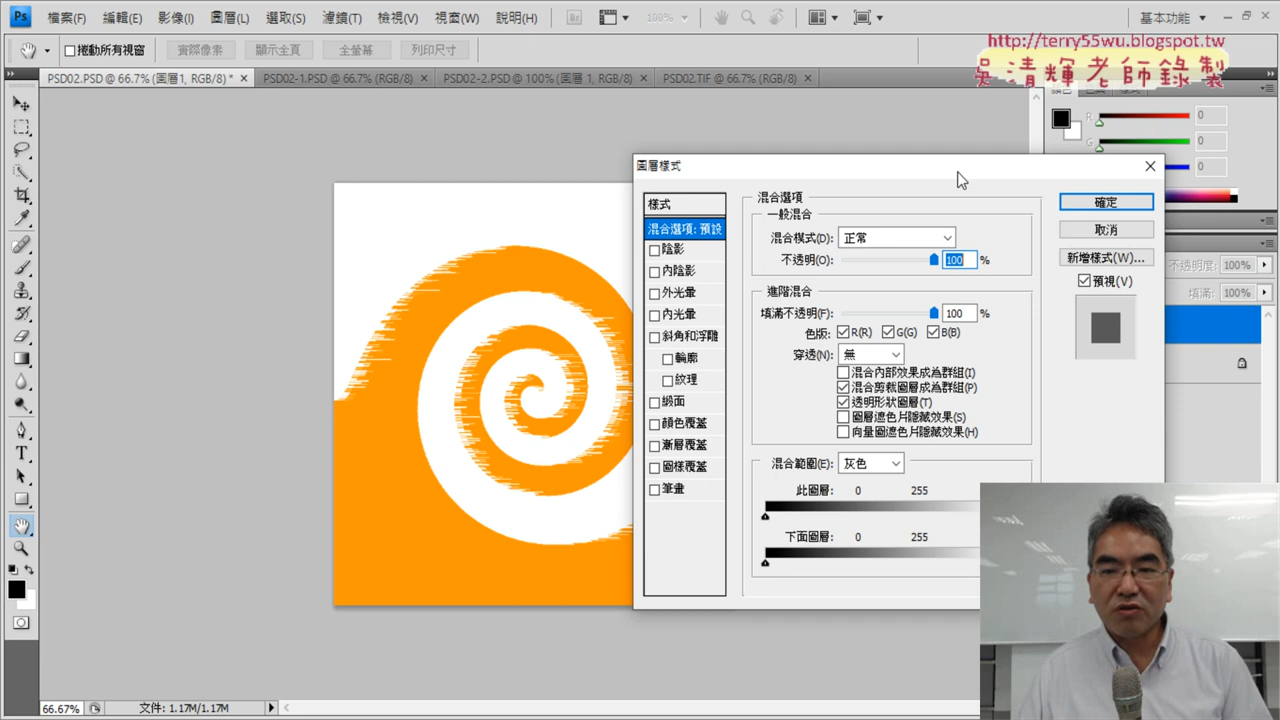 Ps 檔案(F) 編輯(E) 影像(I) 圖層(L) 選取(S) 濾鏡(T) 檢視(V) 視窗(W) 說明(H) Br 100% 基本功能
http://terry55wu.blogspot.tw
捲動所有視窗 實際像素 顯示全頁 全螢幕 列印尺寸
吳清輝老師錄製
PSD02.PSD @ 66.7% (圖層 1, RGB/8) * PSD02-1.PSD @ 66.7% (RGB/8) PSD02-2.PSD @ 100% (圖層 1, RGB/8) PSD02.TIF @ 66.7% (RGB/8)
R 0
G 0
0
圖層樣式
樣式
混合選項: 預設
陰影
內陰影
外光暈
內光暈
斜角和浮雕
輪廓
紋理
緞面
顏色覆蓋
漸層覆蓋
圖樣覆蓋
筆畫
混合選項
一般混合
混合模式(D): 正常
不透明(O): 100 %
進階混合
填滿不透明(F): 100 %
色版: R(R) G(G) B(B)
穿透(N): 無
混合內部效果成為群組(I)
混合剪裁圖層成為群組(P)
透明形狀圖層(T)
圖層遮色片隱藏效果(S)
向量圖遮色片隱藏效果(H)
混合範圍(E): 灰色
此圖層: 0 255
下面圖層: 0 255
確定
取消
新增樣式(W)...
預視(V)
不透明度: 100%
填滿: 100%
66.67% 文件: 1.17M/1.17M